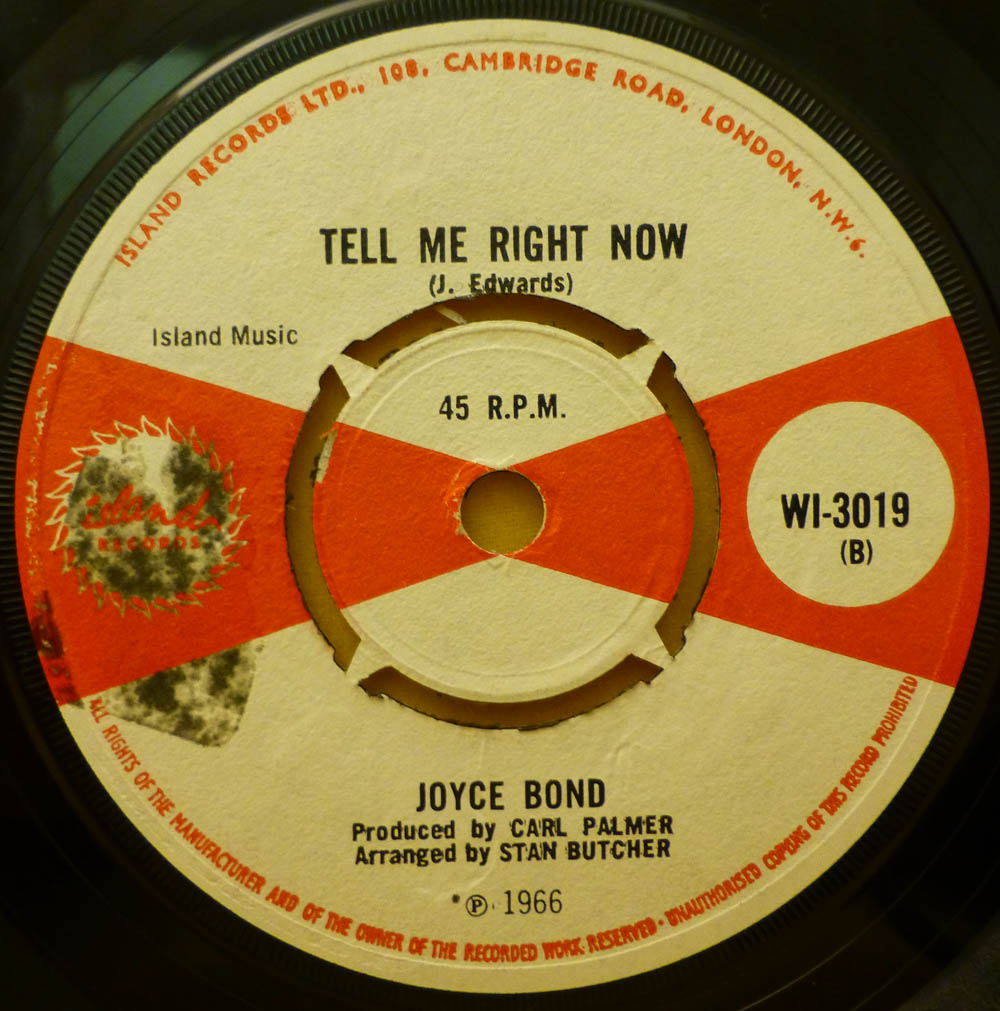 ISLAND RECORDS LTD., 108, CAMBRIDGE ROAD, LONDON, N.W.6.
TELL ME RIGHT NOW
(J. Edwards)
Island Music
45 R.P.M.
island
RECORDS
WI-3019
(B)
JOYCE BOND
Produced by CARL PALMER
Arranged by STAN BUTCHER
℗ 1966
ALL RIGHTS OF THE MANUFACTURER AND OF THE OWNER OF THE RECORDED WORK RESERVED · UNAUTHORISED COPYING OF THIS RECORD PROHIBITED